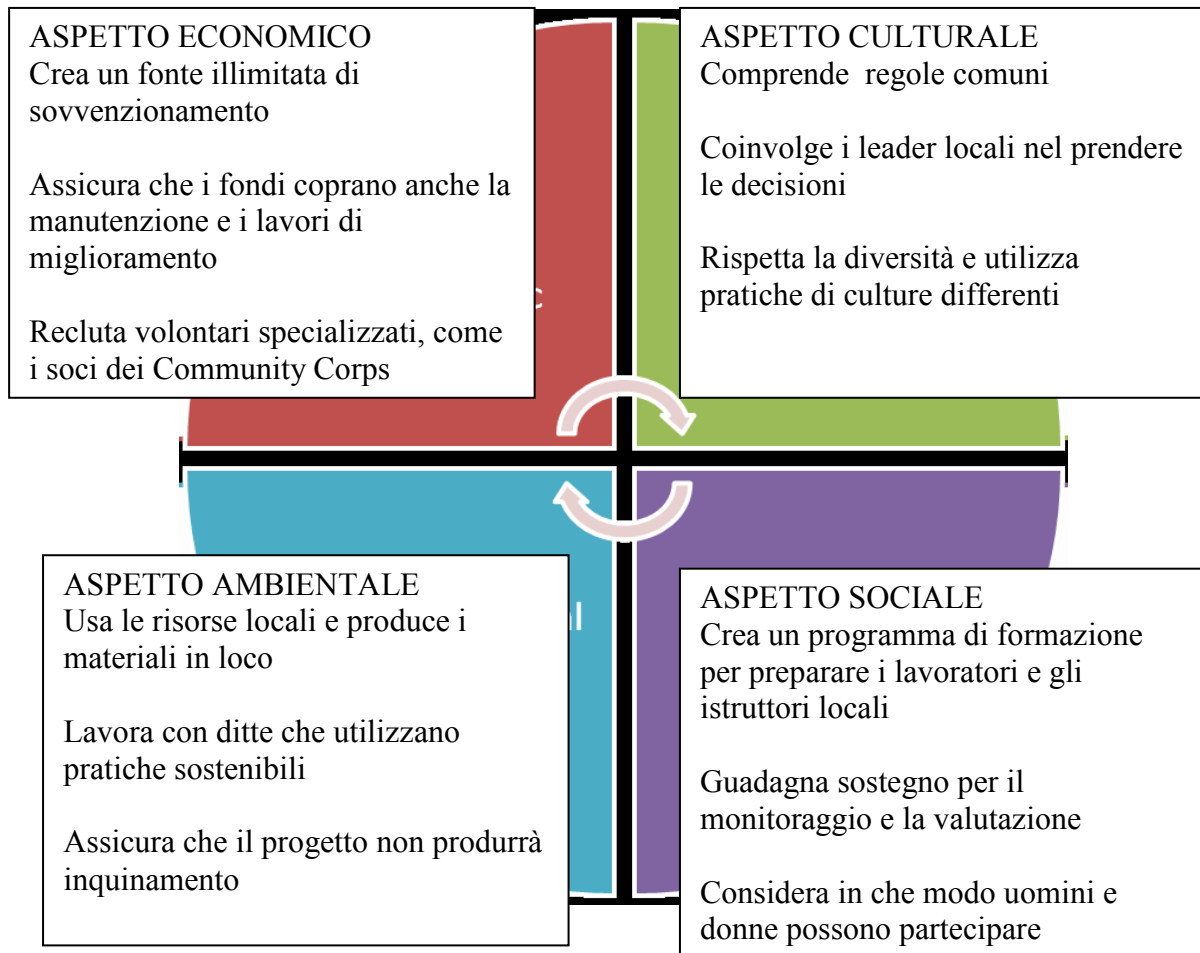 ASPETTO ECONOMICO
Crea un fonte illimitata di
sovvenzionamento
Assicura che i fondi coprano anche la
manutenzione e i lavori di
miglioramento
Recluta volontari specializzati, come
i soci dei Community Corps
ASPETTO CULTURALE
Comprende  regole comuni
Coinvolge i leader locali nel prendere
le decisioni
Rispetta la diversità e utilizza
pratiche di culture differenti
ASPETTO AMBIENTALE
Usa le risorse locali e produce i
materiali in loco
Lavora con ditte che utilizzano
pratiche sostenibili
Assicura che il progetto non produrrà
inquinamento
ASPETTO SOCIALE
Crea un programma di formazione
per preparare i lavoratori e gli
istruttori locali
Guadagna sostegno per il
monitoraggio e la valutazione
Considera in che modo uomini e
donne possono partecipare